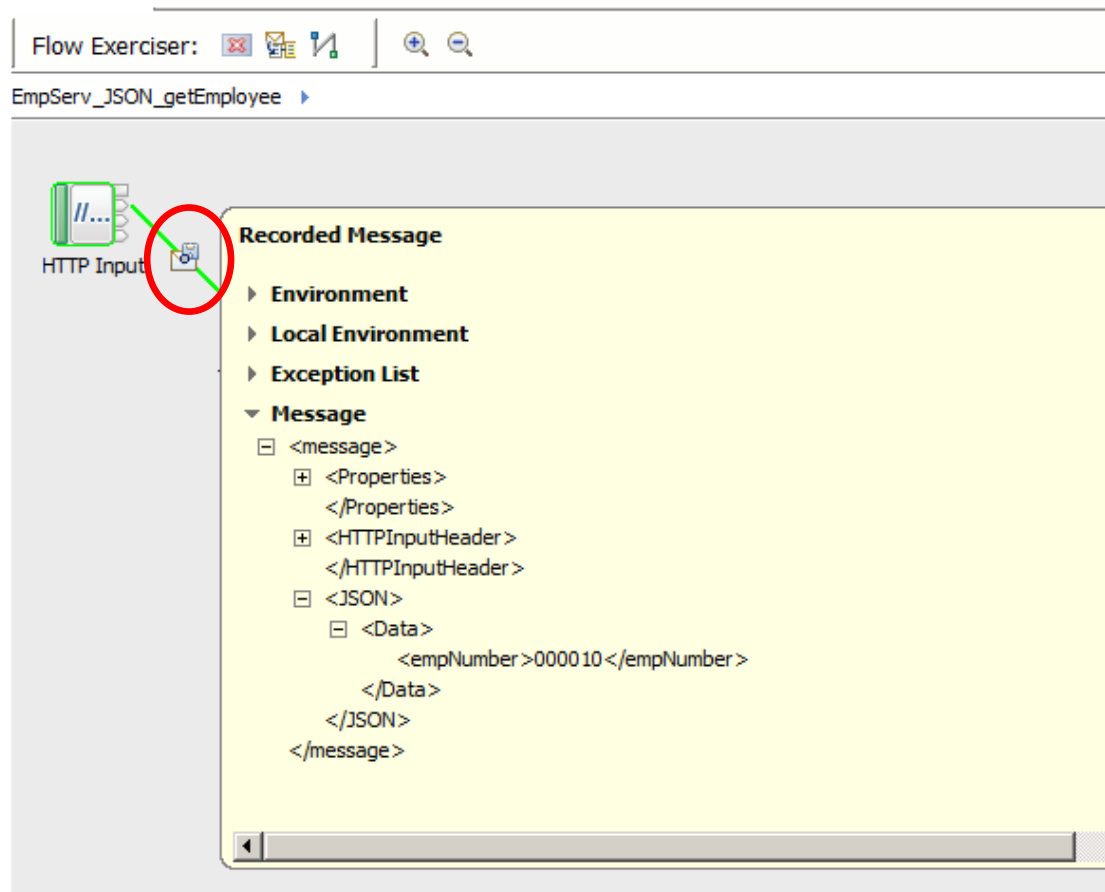 Flow Exerciser:
EmpServ_JSON_getEmployee
//...
HTTP Input
Recorded Message
Environment
Local Environment
Exception List
Message
<message>
<Properties>
</Properties>
<HTTPInputHeader>
</HTTPInputHeader>
<JSON>
<Data>
<empNumber>000010</empNumber>
</Data>
</JSON>
</message>